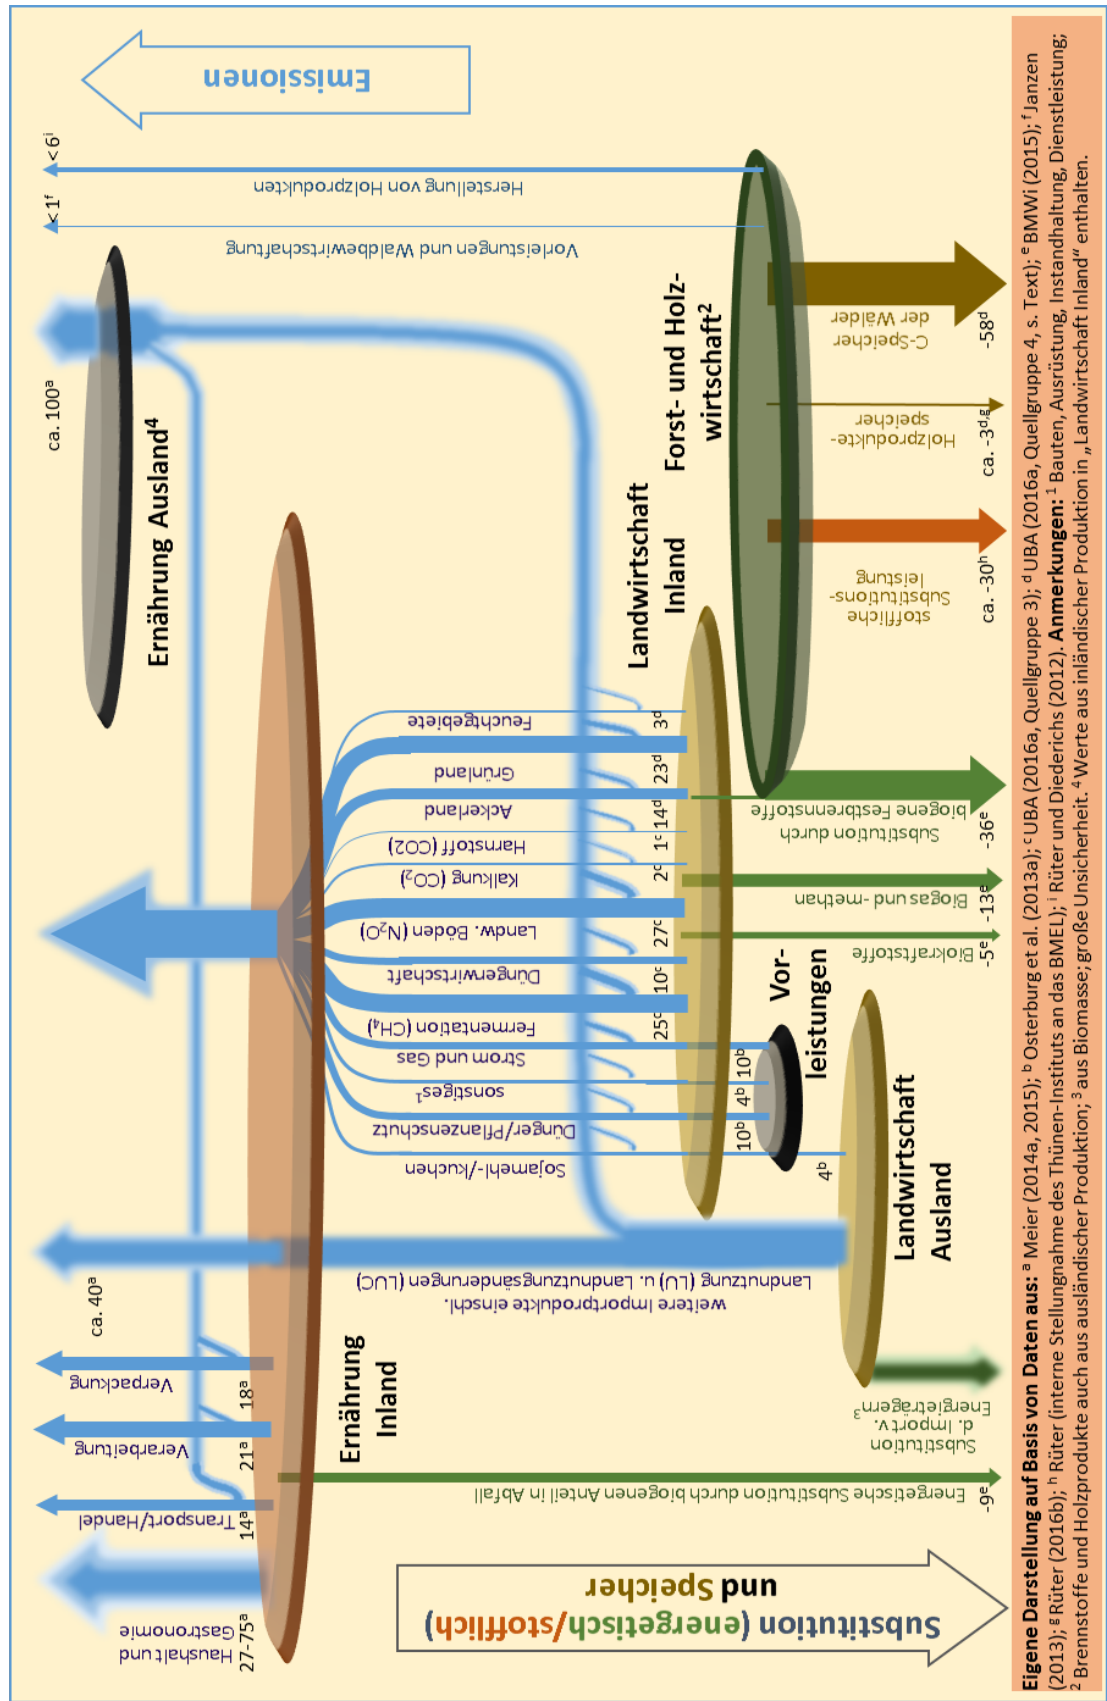 Haushalt und
Gastronomie
27-75ᵃ
Transport/Handel
14ᵃ
Verarbeitung
21ᵃ
Verpackung
18ᵃ
ca. 40ᵃ
ca. 100ᵃ
<1ᶠ
<6ⁱ
Emissionen
Ernährung Ausland⁴
Ernährung
Inland
weitere Importprodukte einschl.
Landnutzung (LU) u. Landnutzungsänderungen (LUC)
Sojamehl-/kuchen
Dünger/Pflanzenschutz
sonstiges¹
Strom und Gas
Fermentation (CH₄)
Düngerwirtschaft
Landw. Böden (N₂O)
Kalkung (CO₂)
Harnstoff (CO2)
Ackerland
Grünland
Feuchtgebiete
Vorleistungen und Waldbewirtschaftung
Herstellung von Holzprodukten
25ᶜ
10ᶜ
27ᶜ
2ᶜ
1ᶜ
14ᵈ
23ᵈ
3ᵈ
Landwirtschaft
Inland
Forst- und Holz-
wirtschaft²
4ᵇ
10ᵇ
4ᵇ
10ᵇ
Vor-
leistungen
Landwirtschaft
Ausland
Substitution (energetisch/stofflich)
und Speicher
Energetische Substitution durch biogenen Anteil in Abfall
-9ᵉ
Substitution
d. Import v.
Energieträgern³
Biokraftstoffe
-5ᵉ
Biogas und -methan
-13ᵉ
Substitution durch
biogene Festbrennstoffe
-36ᵉ
stoffliche
Substitutions-
leistung
ca. -30ʰ
Holzprodukte-
speicher
ca. -3ᵈ,ᵍ
C-Speicher
der Wälder
-58ᵈ
Eigene Darstellung auf Basis von Daten aus: ᵃ Meier (2014a, 2015); ᵇ Osterburg et al. (2013a); ᶜ UBA (2016a, Quellgruppe 3); ᵈ UBA (2016a, Quellgruppe 4, s. Text); ᵉ BMWi (2015); ᶠ Janzen
(2013); ᵍ Rüter (2016b); ʰ Rüter (interne Stellungnahme des Thünen-Instituts an das BMEL); ⁱ Rüter und Diederichs (2012). Anmerkungen: ¹ Bauten, Ausrüstung, Instandhaltung, Dienstleistung;
² Brennstoffe und Holzprodukte auch aus ausländischer Produktion; ³ aus Biomasse; große Unsicherheit. ⁴ Werte aus inländischer Produktion in „Landwirtschaft Inland“ enthalten.